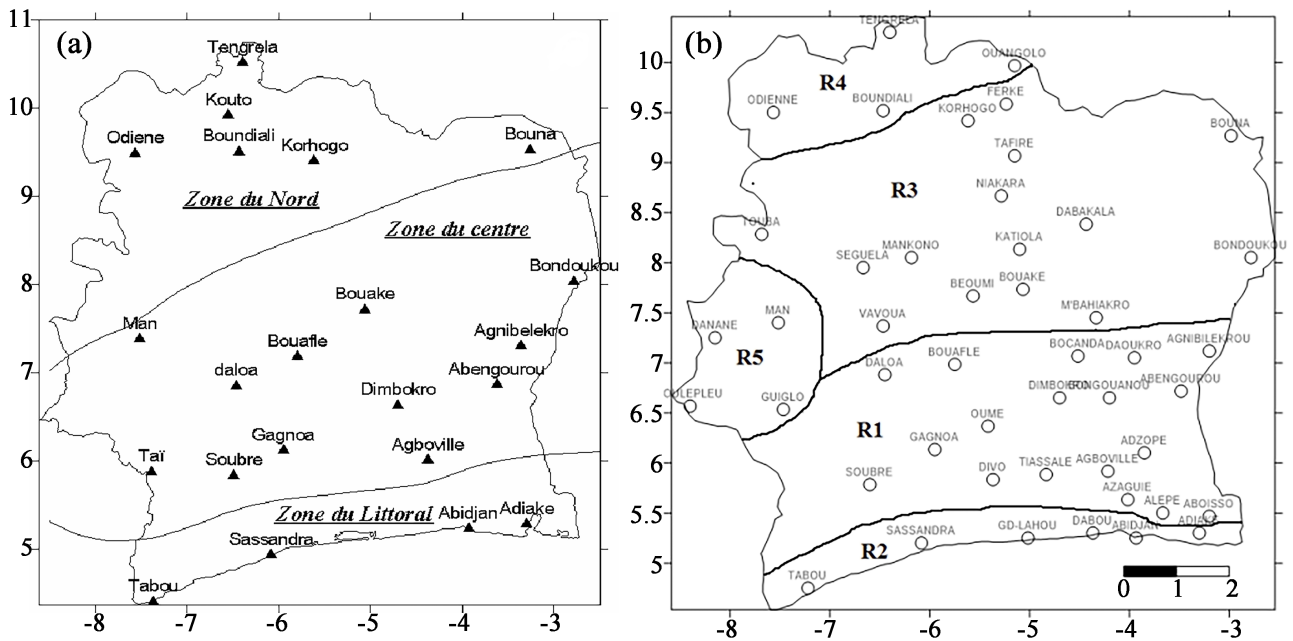 (a)
11
10
9
8
7
6
5
-8 -7 -6 -5 -4 -3
Tengrela
Kouto
Odiene
Boundiali
Korhogo
Bouna
Zone du Nord
Zone du centre
Bondoukou
Bouake
Man
Agnibelekro
Bouafle
daloa
Abengourou
Dimbokro
Gagnoa
Agboville
Taï
Soubre
Zone du Littoral
Abidjan
Adiake
Sassandra
Tabou
(b)
10
9.5
9
8.5
8
7.5
7
6.5
6
5.5
5
-8 -7 -6 -5 -4 -3
TENGRELA
OUANGOLO
R4
ODIENNE
BOUNDIALI
FERKE
KORHOGO
BOUNA
TAFIRE
R3
NIAKARA
DABAKALA
TOUBA
KATIOLA
MANKONO
SEGUELA
BONDOUKOU
BEOUMI
BOUAKE
MAN
VAVOUA
M'BAHIAKRO
DANANE
R5
BOCANDA
DAOUKRO
AGNIBILEKROU
BOUAFLE
DALOA
OULEPLEU
GUIGLO
DIMBOKRO
BONGOUANOU
ABENGOUROU
R1
OUME
GAGNOA
ADZOPE
SOUBRE
DIVO
TIASSALE
AGBOVILLE
AZAGUIE
ALEPE
ABOISSO
SASSANDRA
GD-LAHOU
DABOU
ABIDJAN
ADIAKE
R2
TABOU
0 1 2